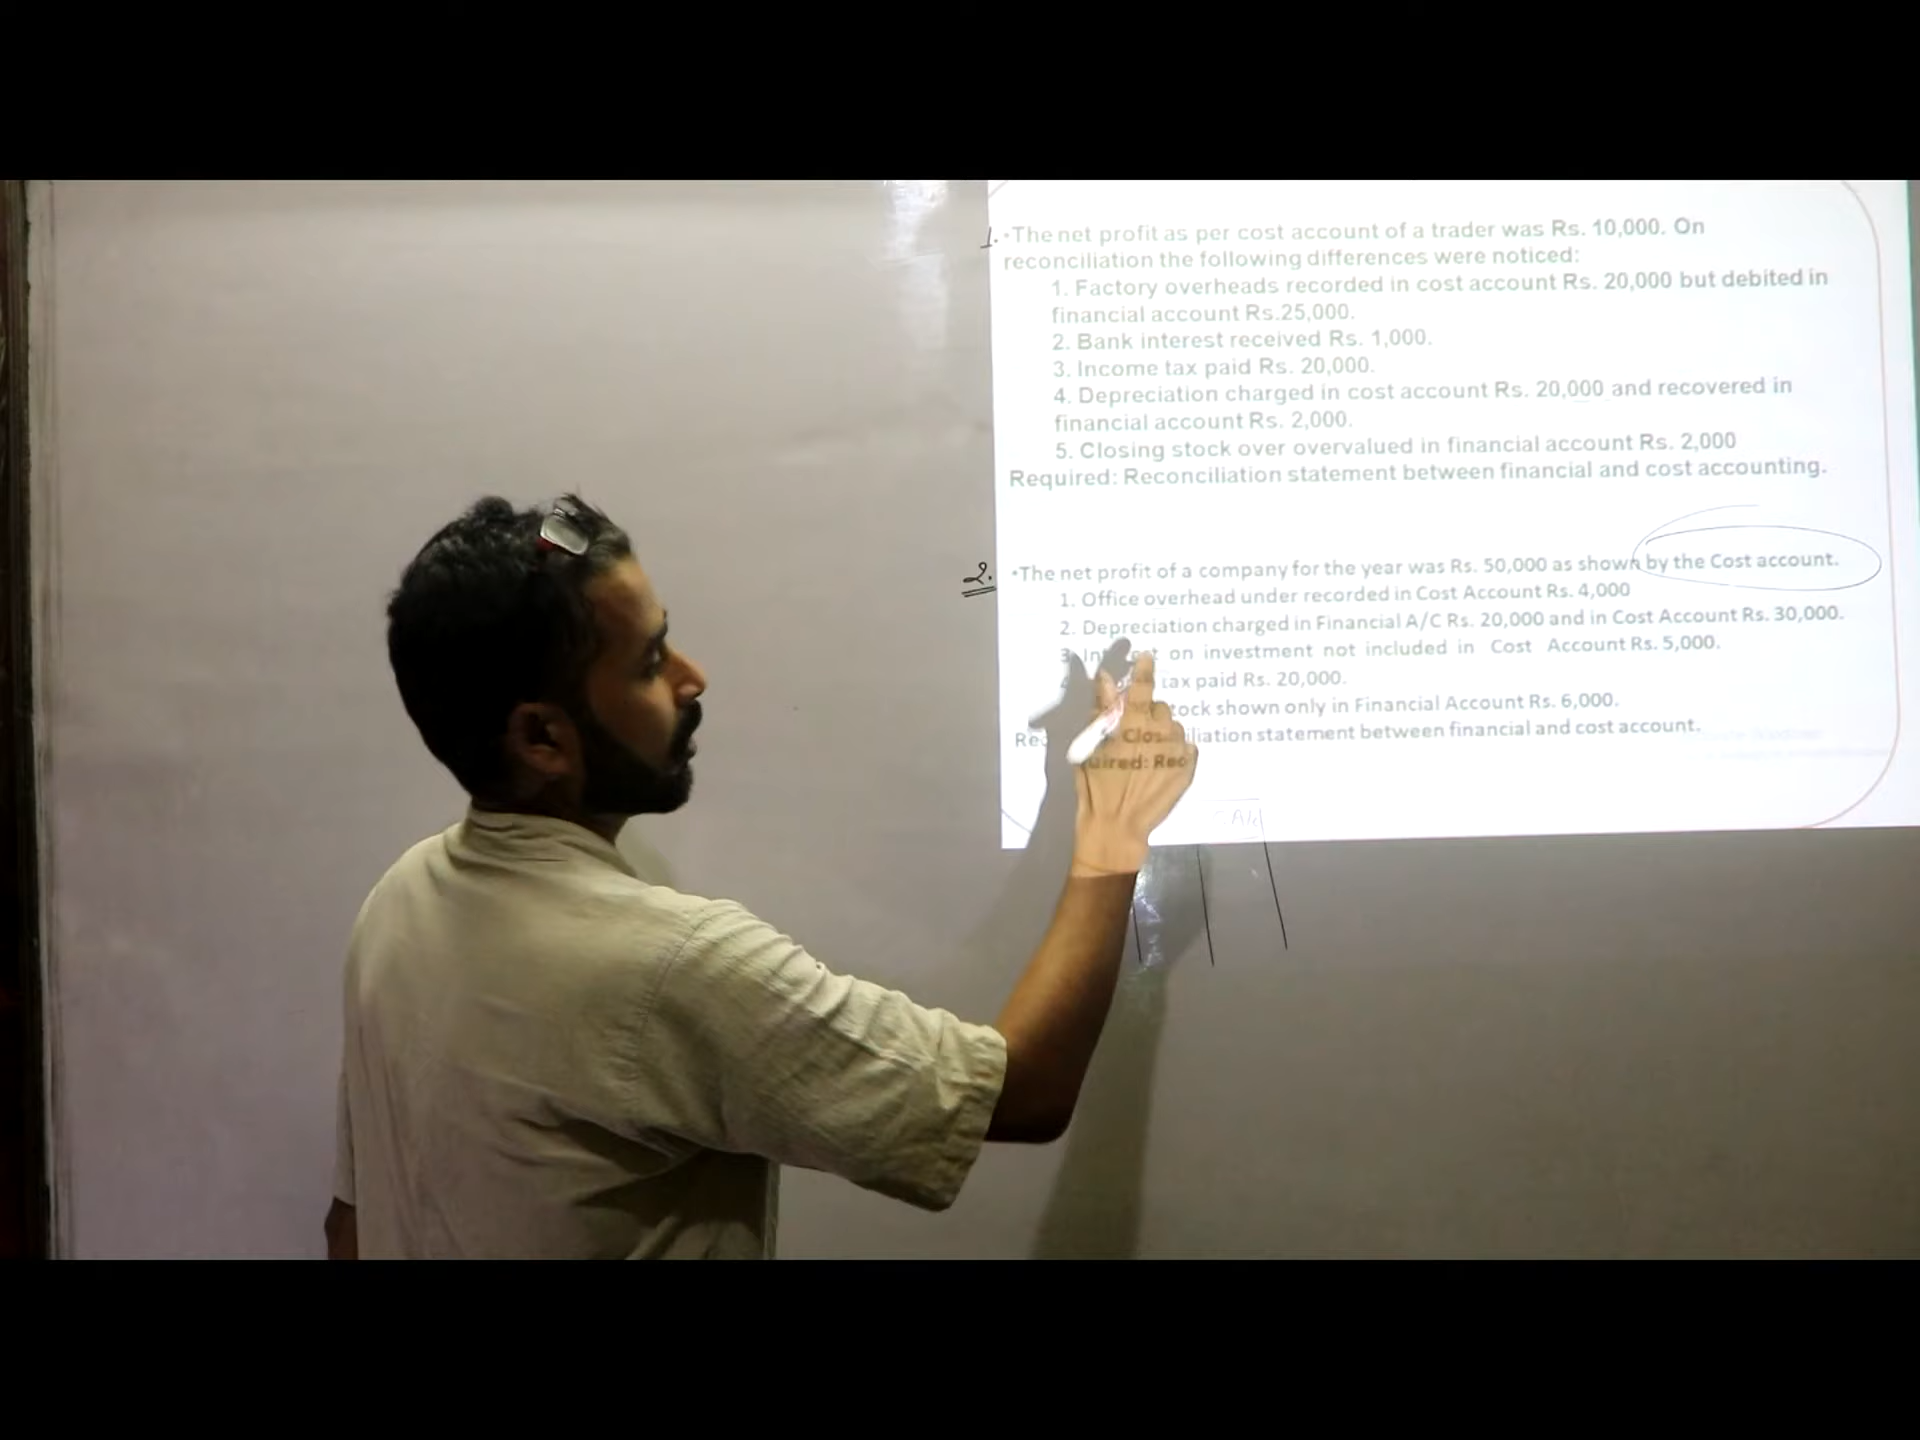 1. •The net profit as per cost account of a trader was Rs. 10,000. On
reconciliation the following differences were noticed:
1. Factory overheads recorded in cost account Rs. 20,000 but debited in
financial account Rs.25,000.
2. Bank interest received Rs. 1,000.
3. Income tax paid Rs. 20,000.
4. Depreciation charged in cost account Rs. 20,000 and recovered in
financial account Rs. 2,000.
5. Closing stock over overvalued in financial account Rs. 2,000
Required: Reconciliation statement between financial and cost accounting.
2. •The net profit of a company for the year was Rs. 50,000 as shown by the Cost account.
1. Office overhead under recorded in Cost Account Rs. 4,000
2. Depreciation charged in Financial A/C Rs. 20,000 and in Cost Account Rs. 30,000.
3. on investment not included in Cost Account Rs. 5,000.
tax paid Rs. 20,000.
stock shown only in Financial Account Rs. 6,000.
statement between financial and cost account.